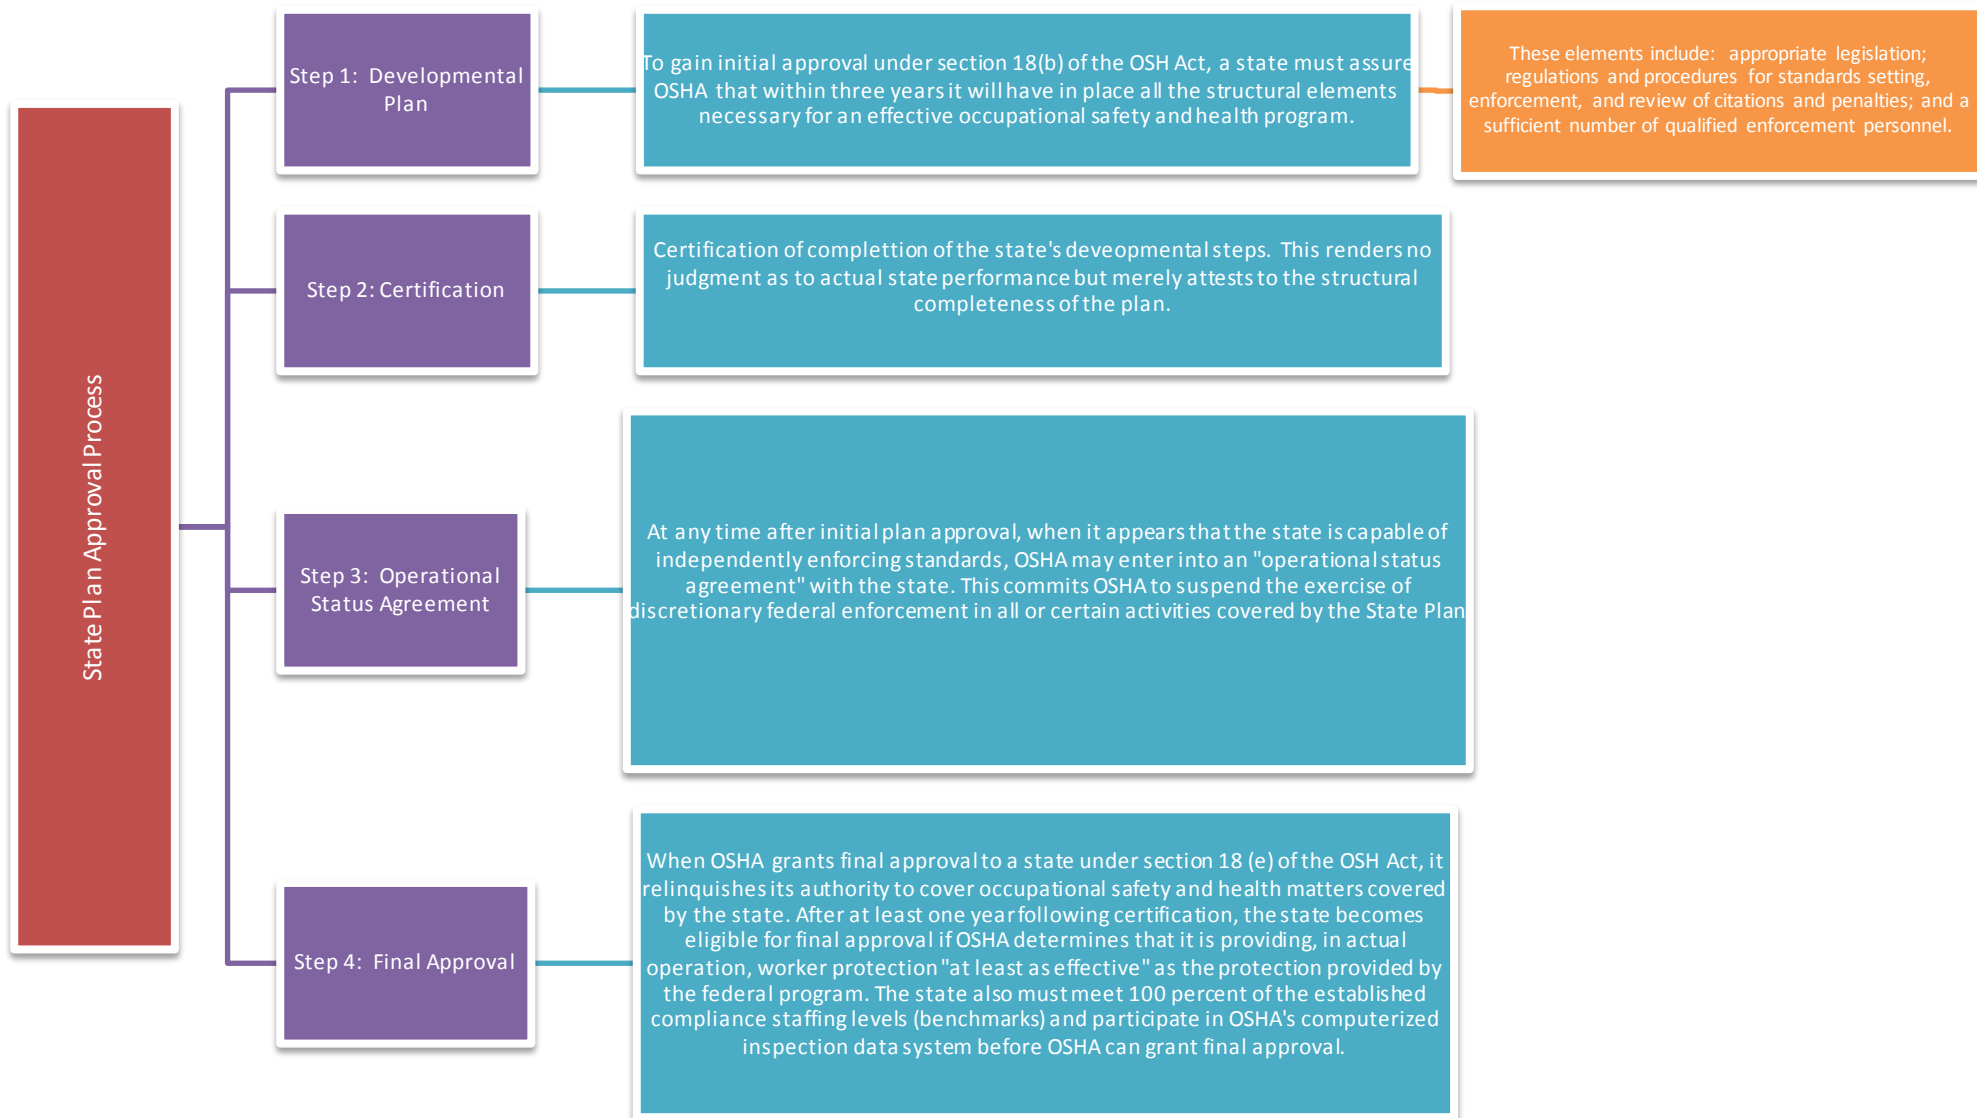 State Plan Approval Process
Step 1: Developmental
Plan
To gain initial approval under section 18(b) of the OSH Act, a state must assure
OSHA that within three years it will have in place all the structural elements
necessary for an effective occupational safety and health program.
These elements include: appropriate legislation;
regulations and procedures for standards setting,
enforcement, and review of citations and penalties; and a
sufficient number of qualified enforcement personnel.
Step 2: Certification
Certification of complettion of the state's deveopmental steps. This renders no
judgment as to actual state performance but merely attests to the structural
completeness of the plan.
Step 3: Operational
Status Agreement
At any time after initial plan approval, when it appears that the state is capable of
independently enforcing standards, OSHA may enter into an "operational status
agreement" with the state. This commits OSHA to suspend the exercise of
discretionary federal enforcement in all or certain activities covered by the State Plan
Step 4: Final Approval
When OSHA grants final approval to a state under section 18 (e) of the OSH Act, it
relinquishes its authority to cover occupational safety and health matters covered
by the state. After at least one year following certification, the state becomes
eligible for final approval if OSHA determines that it is providing, in actual
operation, worker protection "at least as effective" as the protection provided by
the federal program. The state also must meet 100 percent of the established
compliance staffing levels (benchmarks) and participate in OSHA's computerized
inspection data system before OSHA can grant final approval.